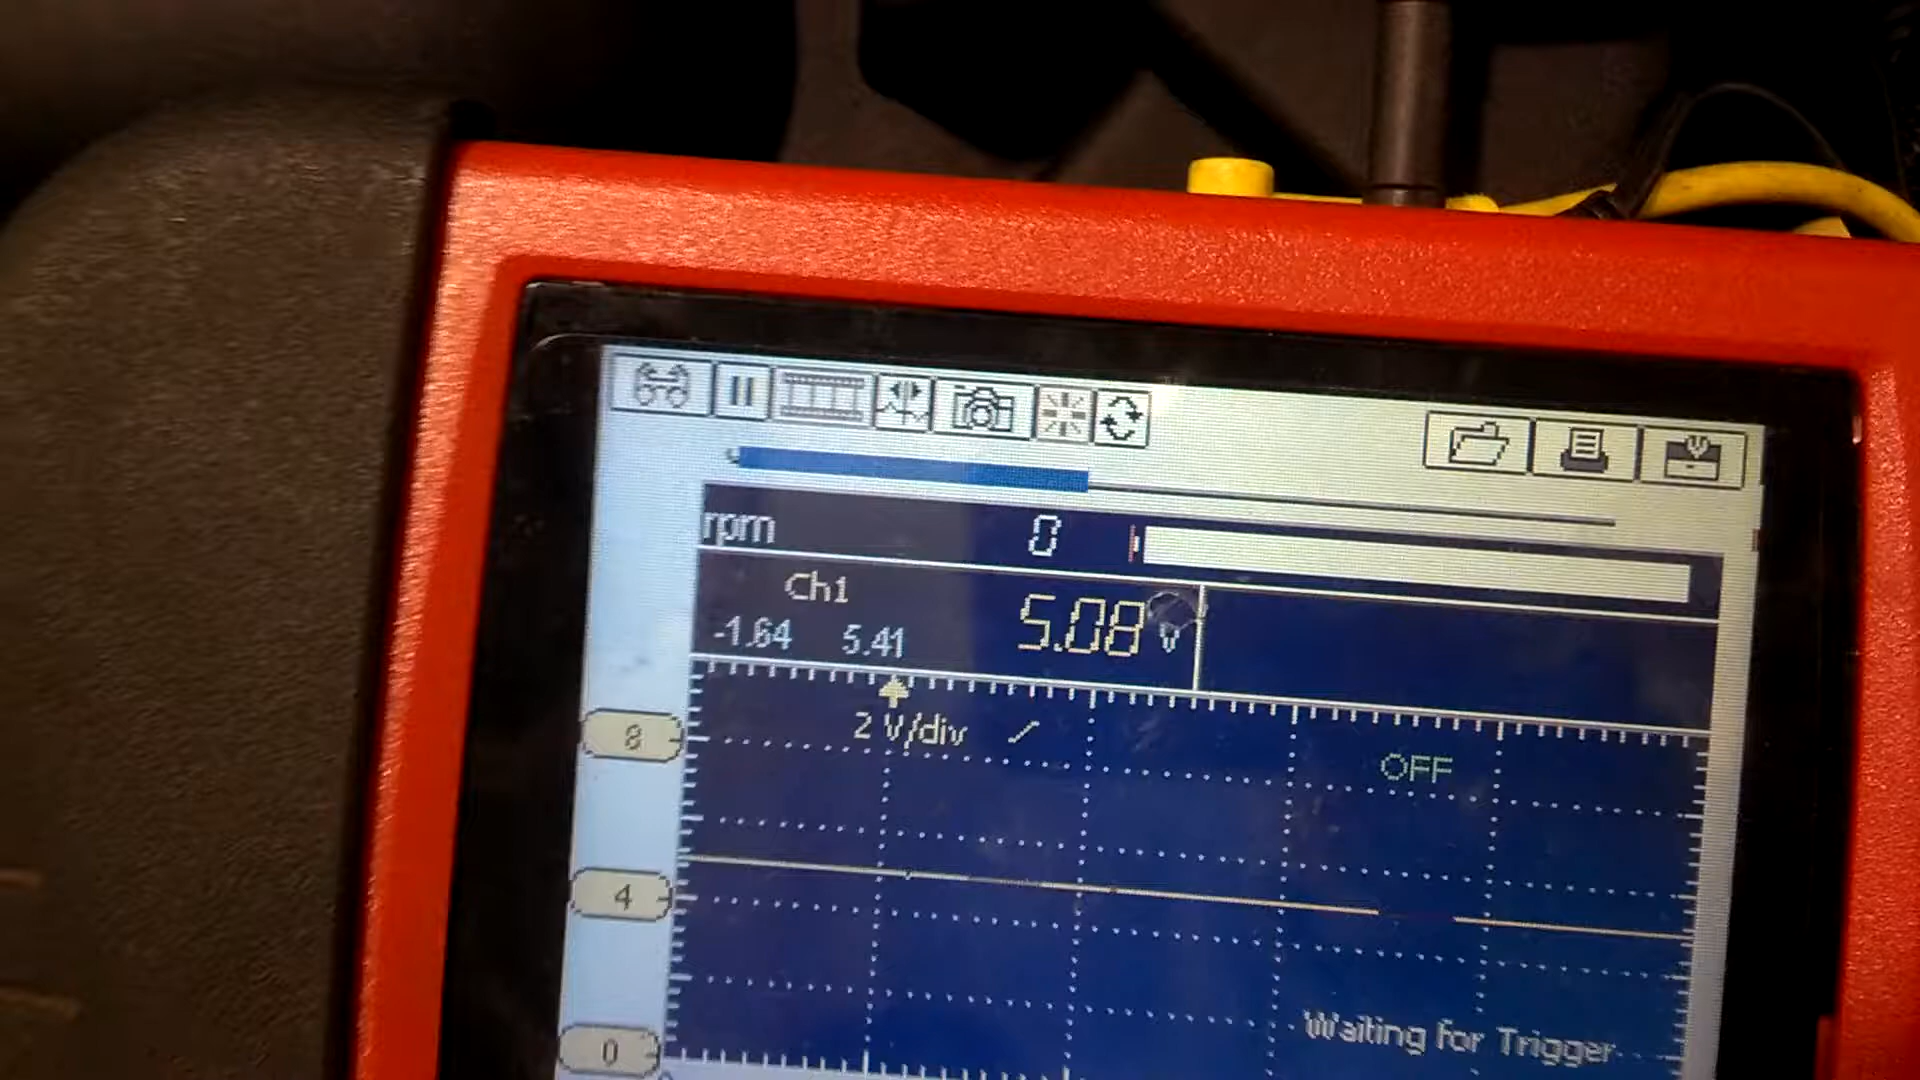 rpm 0
Ch1
-1.64 5.41 5.08 V
2 V/div
OFF
8
4
0
Waiting for Trigger